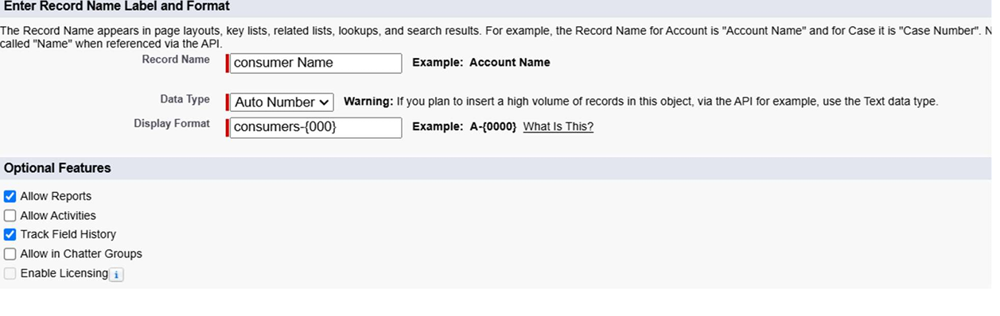 Enter Record Name Label and Format
The Record Name appears in page layouts, key lists, related lists, lookups, and search results. For example, the Record Name for Account is "Account Name" and for Case it is "Case Number". N
called "Name" when referenced via the API.
Record Name consumer Name Example: Account Name
Data Type Auto Number Warning: If you plan to insert a high volume of records in this object, via the API for example, use the Text data type.
Display Format consumers-{000} Example: A-{0000} What Is This?
Optional Features
Allow Reports
Allow Activities
Track Field History
Allow in Chatter Groups
Enable Licensing i